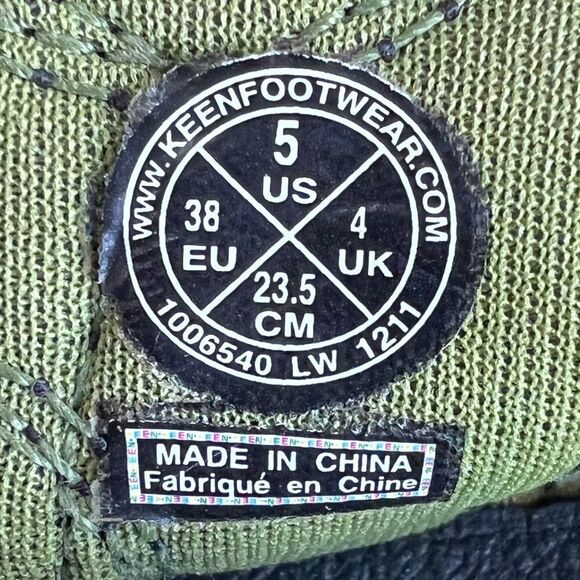 WWW.KEENFOOTWEAR.COM
5
US
38
EU
4
UK
23.5
CM
1006540 LW 1211
MADE IN CHINA
Fabriqué en Chine